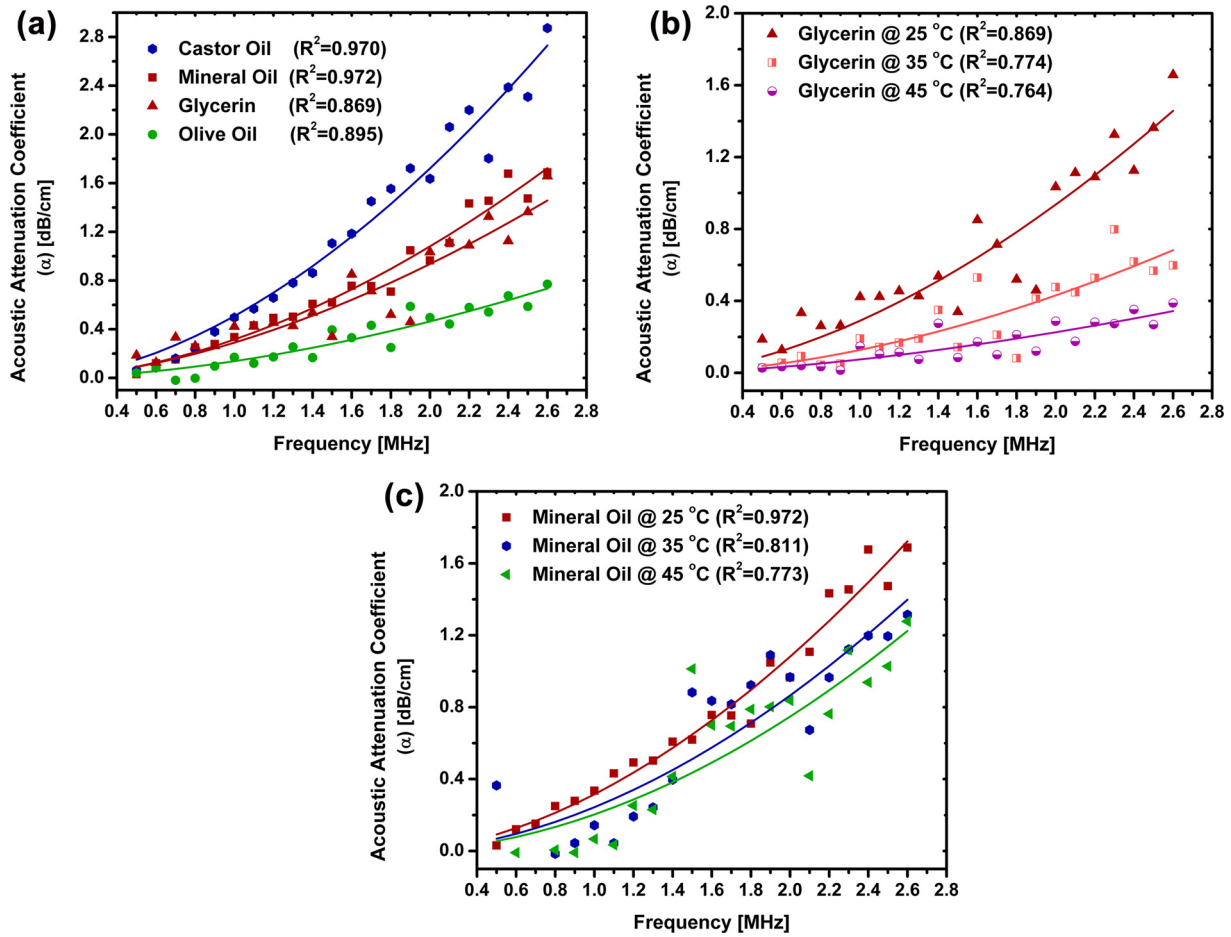 (a)
Castor Oil (R²=0.970)
Mineral Oil (R²=0.972)
Glycerin (R²=0.869)
Olive Oil (R²=0.895)
Acoustic Attenuation Coefficient
(α) [dB/cm]
2.8
2.4
2.0
1.6
1.2
0.8
0.4
0.0
0.4 0.6 0.8 1.0 1.2 1.4 1.6 1.8 2.0 2.2 2.4 2.6 2.8
Frequency [MHz]
(b)
Glycerin @ 25 °C (R²=0.869)
Glycerin @ 35 °C (R²=0.774)
Glycerin @ 45 °C (R²=0.764)
Acoustic Attenuation Coefficient
(α) [dB/cm]
2.0
1.6
1.2
0.8
0.4
0.0
0.4 0.6 0.8 1.0 1.2 1.4 1.6 1.8 2.0 2.2 2.4 2.6 2.8
Frequency [MHz]
(c)
Mineral Oil @ 25 °C (R²=0.972)
Mineral Oil @ 35 °C (R²=0.811)
Mineral Oil @ 45 °C (R²=0.773)
Acoustic Attenuation Coefficient
(α) [dB/cm]
2.0
1.6
1.2
0.8
0.4
0.0
0.4 0.6 0.8 1.0 1.2 1.4 1.6 1.8 2.0 2.2 2.4 2.6 2.8
Frequency [MHz]